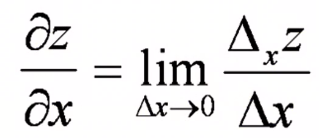 ∂z/∂x = lim_{Δx→0} Δ_x z/Δx